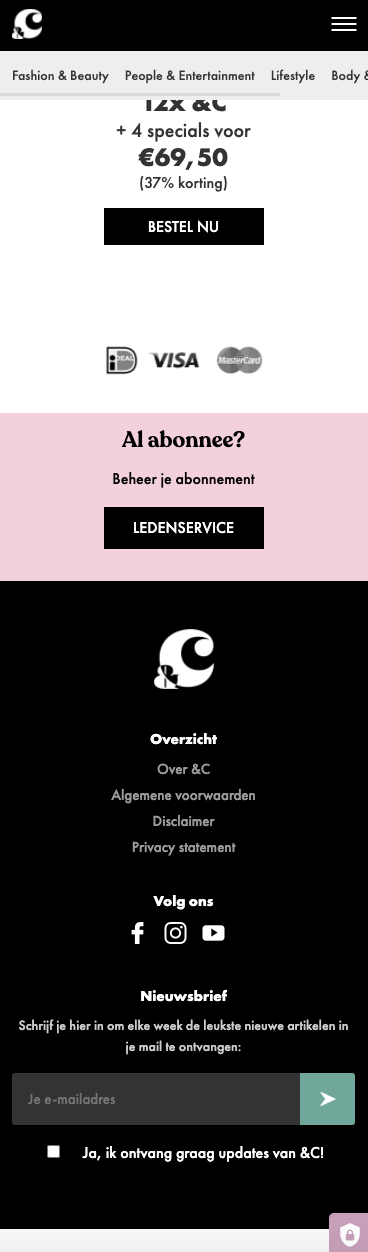 &C
Fashion & Beauty People & Entertainment Lifestyle Body &
12x &C
+ 4 specials voor
€69,50
(37% korting)
BESTEL NU
iDEAL VISA MasterCard
Al abonnee?
Beheer je abonnement
LEDENSERVICE
&C
Overzicht
Over &C
Algemene voorwaarden
Disclaimer
Privacy statement
Volg ons
Nieuwsbrief
Schrijf je hier in om elke week de leukste nieuwe artikelen in
je mail te ontvangen:
Je e-mailadres
Ja, ik ontvang graag updates van &C!